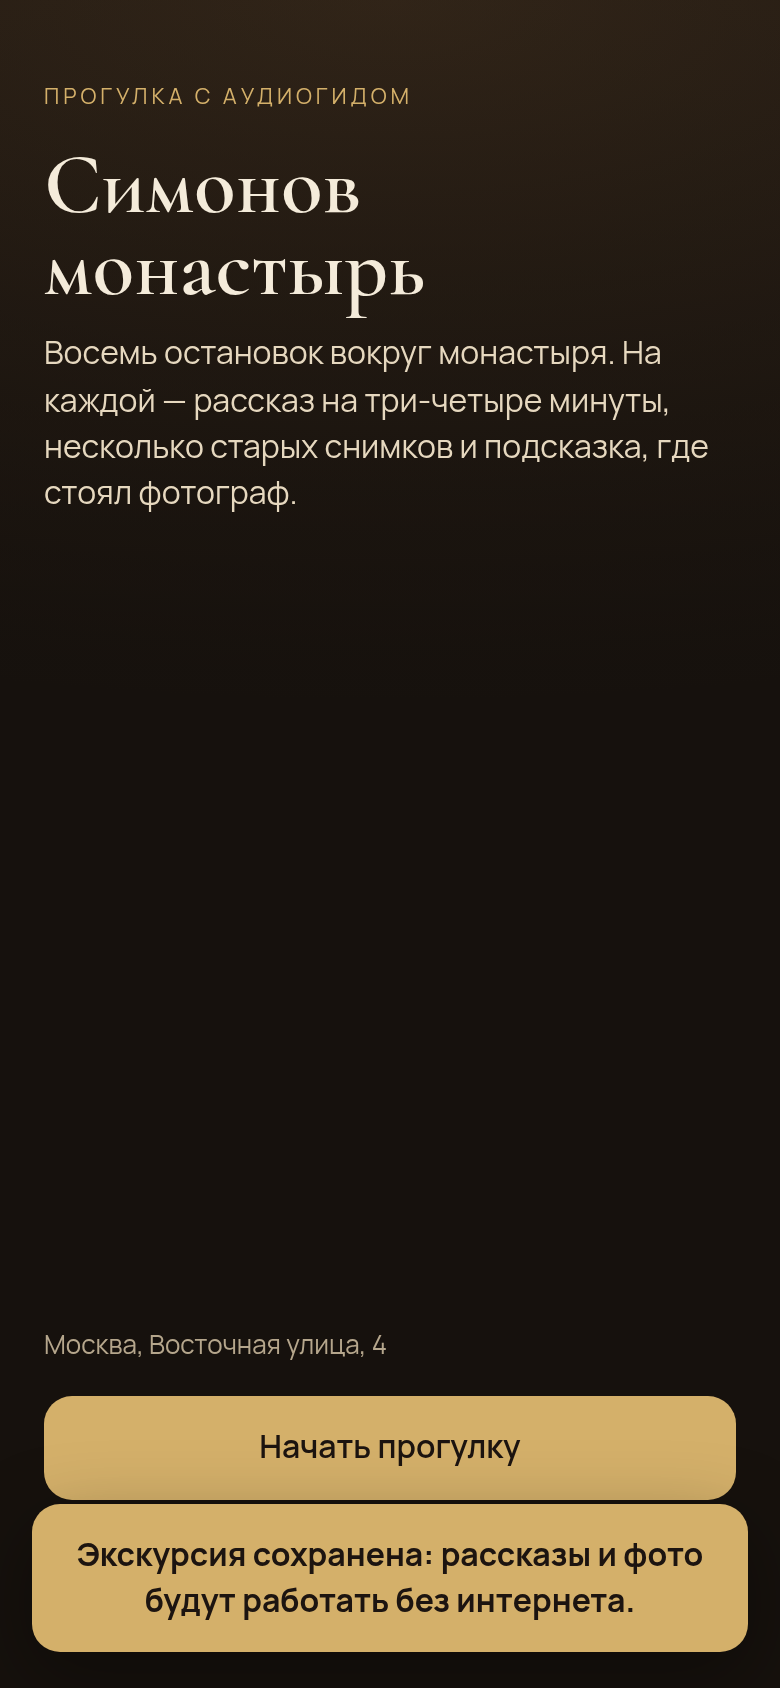 ПРОГУЛКА С АУДИОГИДОМ
Симонов
монастырь
Восемь остановок вокруг монастыря. На
каждой — рассказ на три-четыре минуты,
несколько старых снимков и подсказка, где
стоял фотограф.
Москва, Восточная улица, 4
Начать прогулку
Экскурсия сохранена: рассказы и фото
будут работать без интернета.